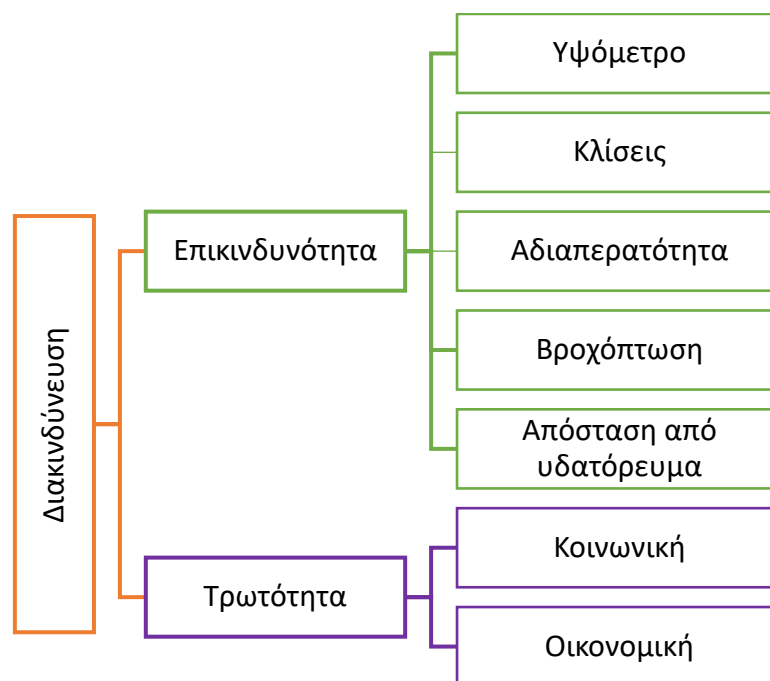 Διακινδύνευση
Επικινδυνότητα
Υψόμετρο
Κλίσεις
Αδιαπερατότητα
Βροχόπτωση
Απόσταση από
υδατόρευμα
Τρωτότητα
Κοινωνική
Οικονομική